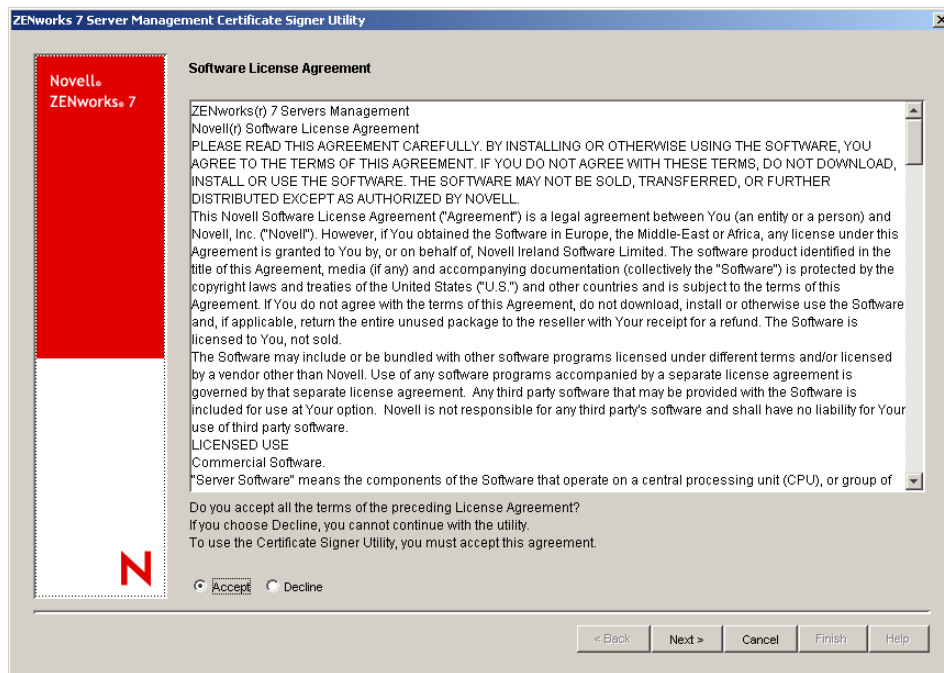 ZENworks 7 Server Management Certificate Signer Utility
Novell®
ZENworks® 7
Software License Agreement
ZENworks(r) 7 Servers Management
Novell(r) Software License Agreement
PLEASE READ THIS AGREEMENT CAREFULLY. BY INSTALLING OR OTHERWISE USING THE SOFTWARE, YOU
AGREE TO THE TERMS OF THIS AGREEMENT. IF YOU DO NOT AGREE WITH THESE TERMS, DO NOT DOWNLOAD,
INSTALL OR USE THE SOFTWARE. THE SOFTWARE MAY NOT BE SOLD, TRANSFERRED, OR FURTHER
DISTRIBUTED EXCEPT AS AUTHORIZED BY NOVELL.
This Novell Software License Agreement ("Agreement") is a legal agreement between You (an entity or a person) and
Novell, Inc. ("Novell"). However, if You obtained the Software in Europe, the Middle-East or Africa, any license under this
Agreement is granted to You by, or on behalf of, Novell Ireland Software Limited. The software product identified in the
title of this Agreement, media (if any) and accompanying documentation (collectively the "Software") is protected by the
copyright laws and treaties of the United States ("U.S.") and other countries and is subject to the terms of this
Agreement. If You do not agree with the terms of this Agreement, do not download, install or otherwise use the Software
and, if applicable, return the entire unused package to the reseller with Your receipt for a refund. The Software is
licensed to You, not sold.
The Software may include or be bundled with other software programs licensed under different terms and/or licensed
by a vendor other than Novell. Use of any software programs accompanied by a separate license agreement is
governed by that separate license agreement. Any third party software that may be provided with the Software is
included for use at Your option. Novell is not responsible for any third party's software and shall have no liability for Your
use of third party software.
LICENSED USE
Commercial Software.
"Server Software" means the components of the Software that operate on a central processing unit (CPU), or group of
Do you accept all the terms of the preceding License Agreement?
If you choose Decline, you cannot continue with the utility.
To use the Certificate Signer Utility, you must accept this agreement.
N
Accept Decline
< Back Next > Cancel Finish Help